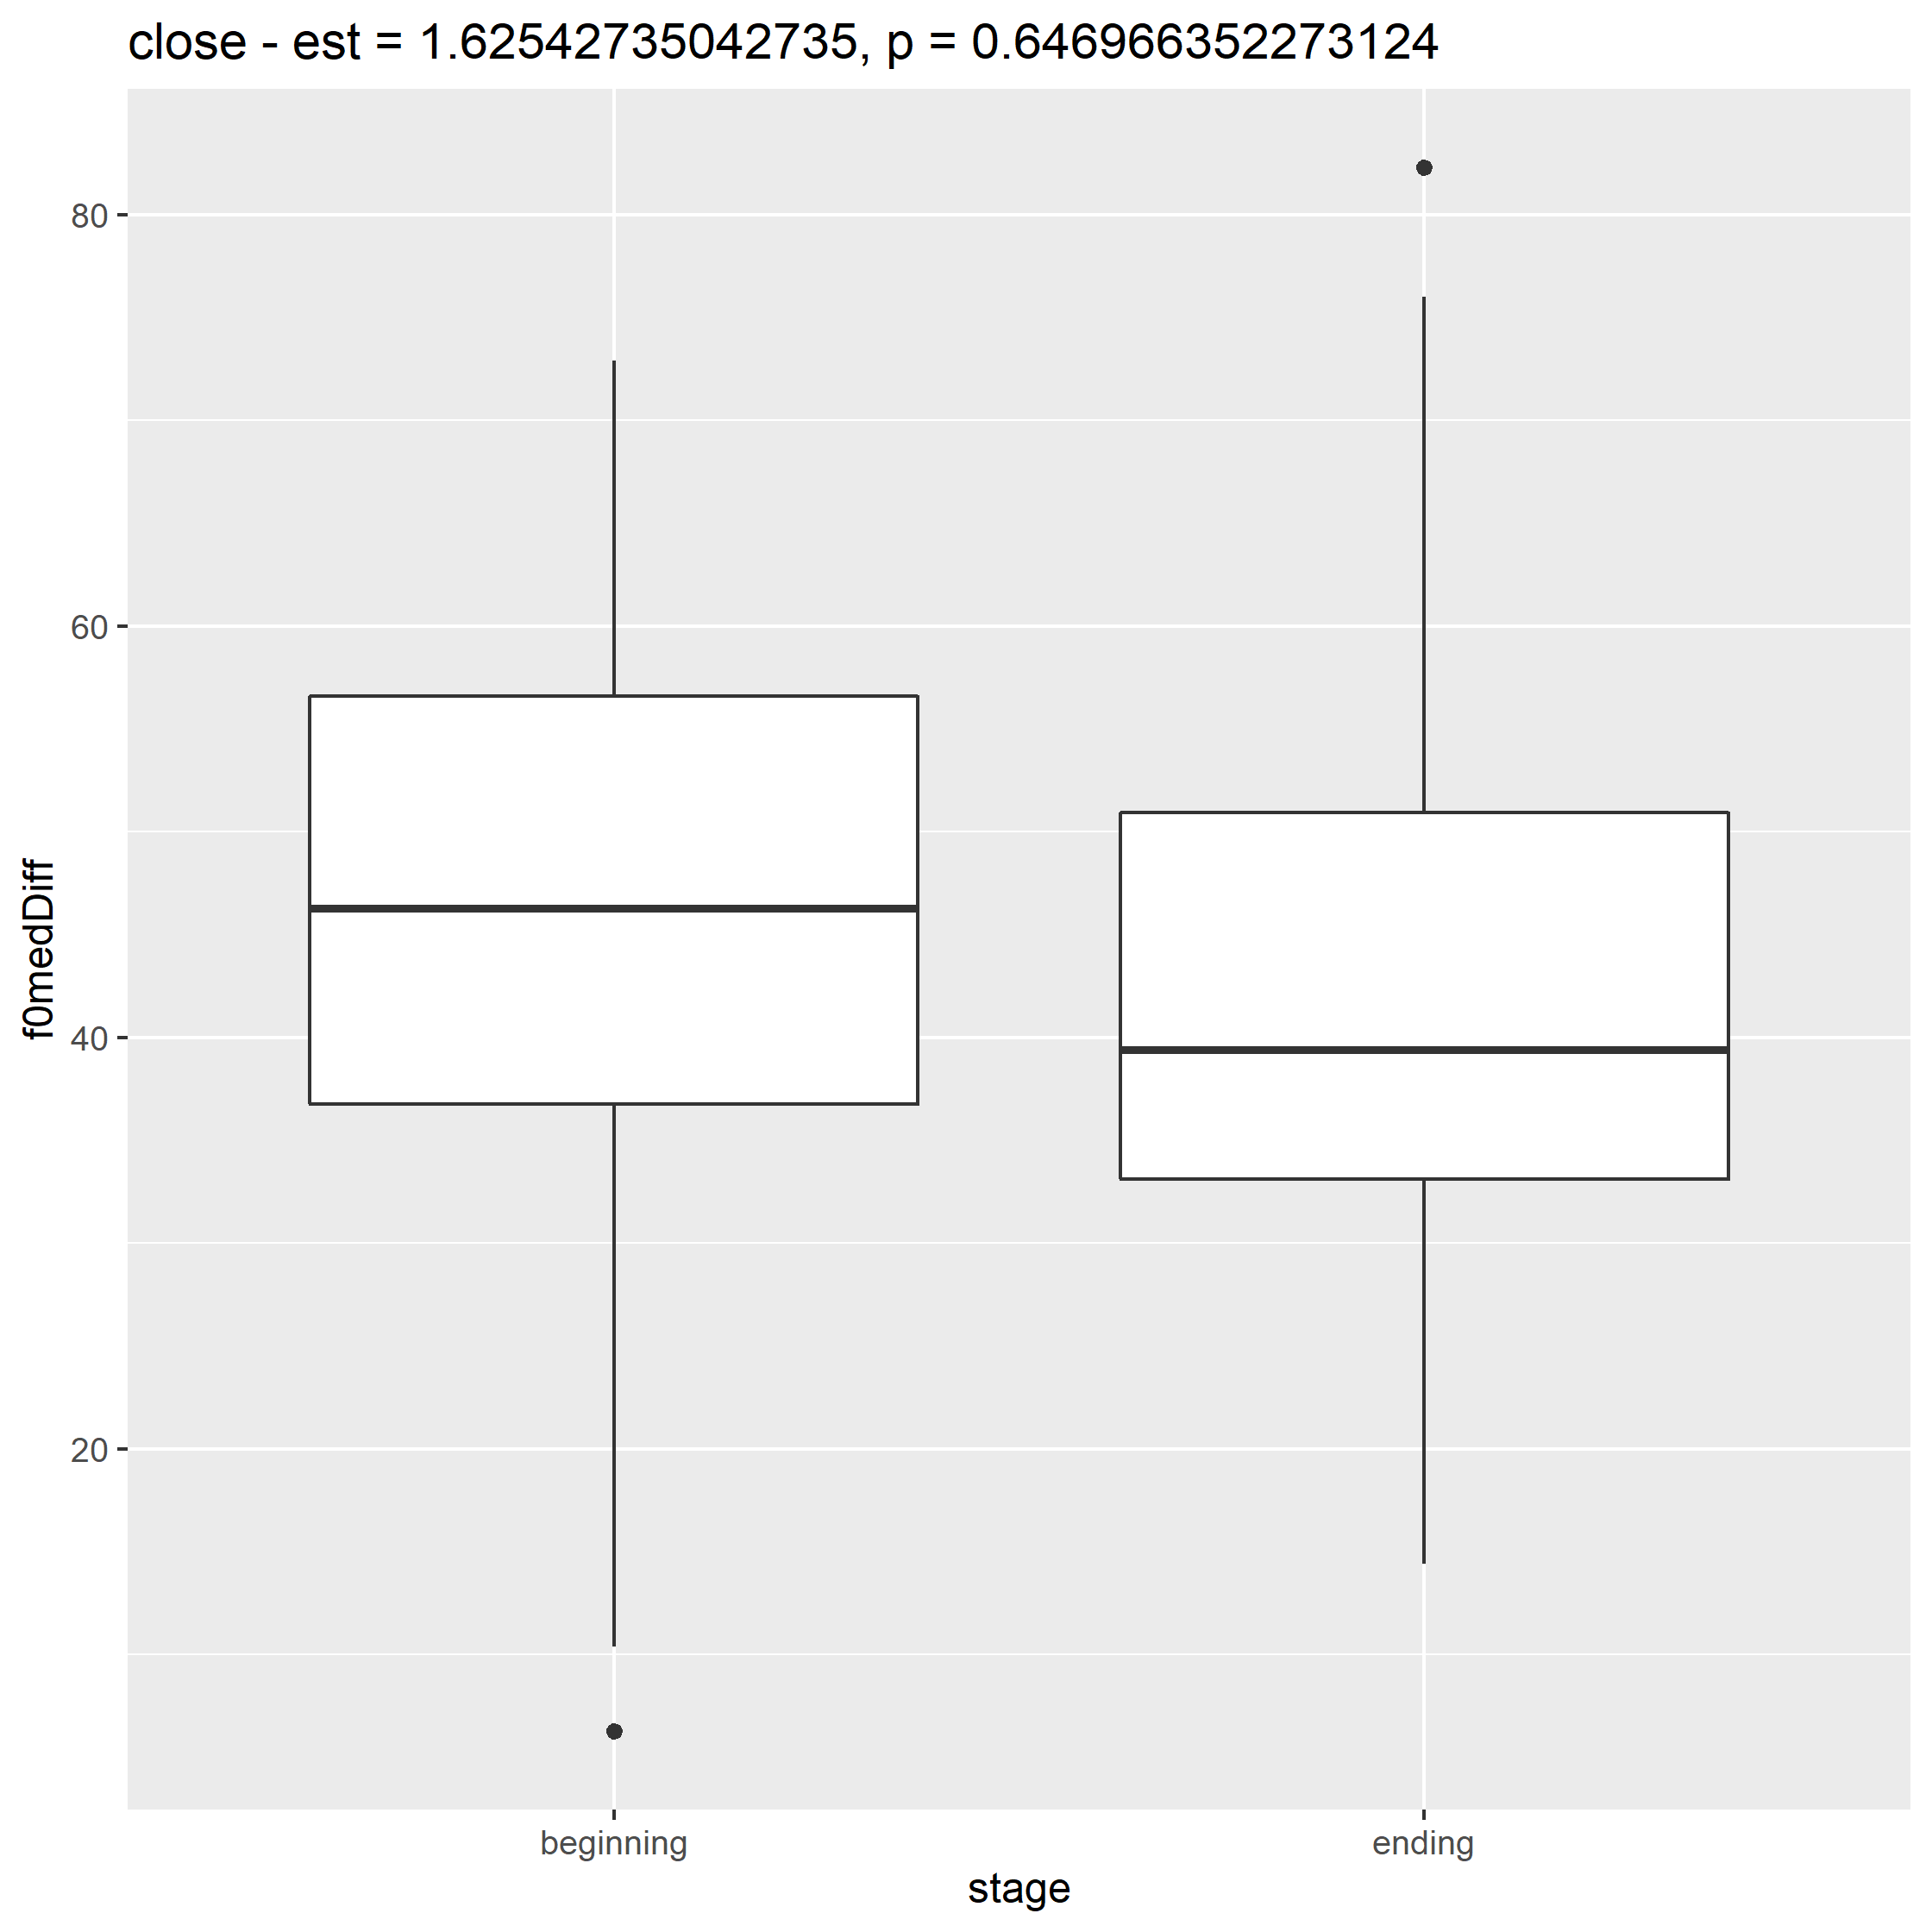 close - est = 1.62542735042735, p = 0.646966352273124
80
60
40
20
f0medDiff
beginning
ending
stage